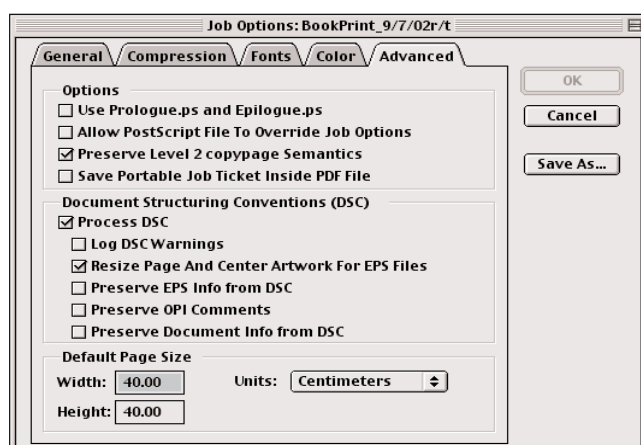 Job Options: BookPrint_9/7/02r/t
General Compression Fonts Color Advanced
OK
Cancel
Save As...
Options
Use Prologue.ps and Epilogue.ps
Allow PostScript File To Override Job Options
Preserve Level 2 copypage Semantics
Save Portable Job Ticket Inside PDF File
Document Structuring Conventions (DSC)
Process DSC
Log DSC Warnings
Resize Page And Center Artwork For EPS Files
Preserve EPS Info from DSC
Preserve OPI Comments
Preserve Document Info from DSC
Default Page Size
Width: 40.00 Units: Centimeters
Height: 40.00